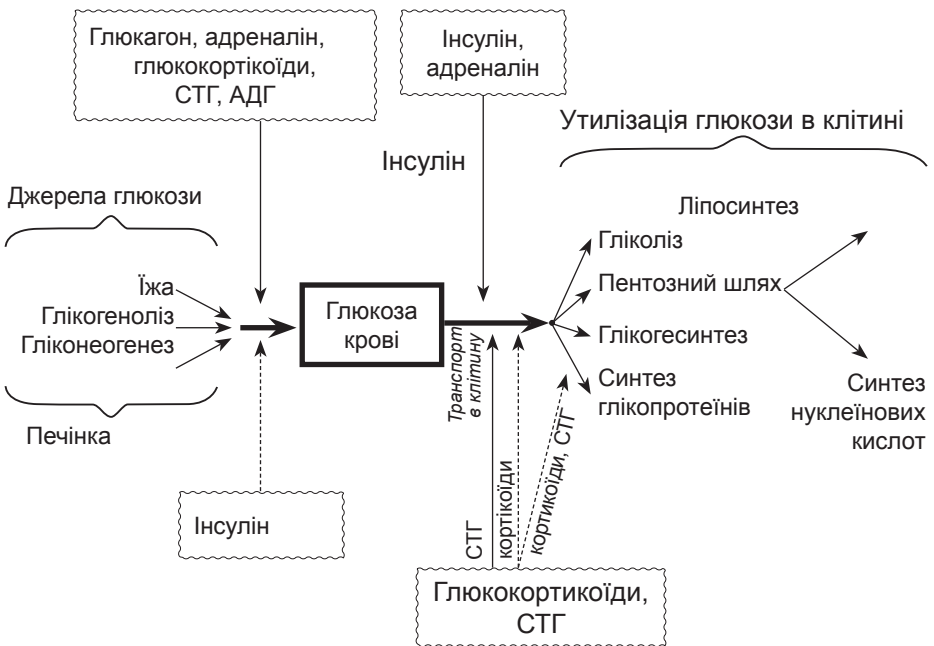 Глюкагон, адреналін,
глюкокортікоїди,
СТГ, АДГ
Інсулін,
адреналін
Утилізація глюкози в клітині
Інсулін
Джерела глюкози
Ліпосинтез
Гліколіз
Їжа
Пентозний шлях
Глікогеноліз
Глюкоза
крові
Гліконеогенез
Глікогесинтез
Транспорт
в клітину
Синтез
глікопротеїнів
Синтез
нуклеїнових
кислот
Печінка
Інсулін
СТГ
кортікоїди
кортикоїди, СТГ
Глюкокортикоїди,
СТГ